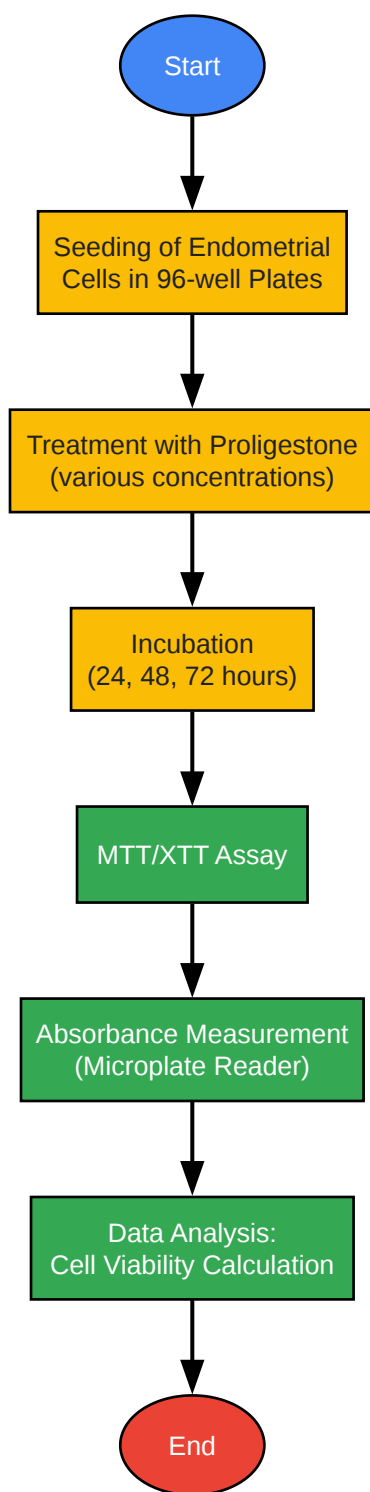 Start
Seeding of Endometrial
Cells in 96-well Plates
Treatment with Proligestone
(various concentrations)
Incubation
(24, 48, 72 hours)
MTT/XTT Assay
Absorbance Measurement
(Microplate Reader)
Data Analysis:
Cell Viability Calculation
End